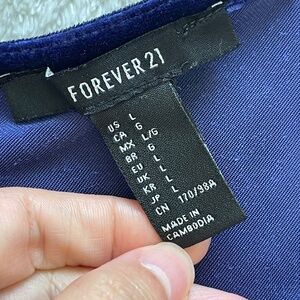 FOREVER 21
US L
CA G
MX L/G
BR G
EU L
UK L
KR L
JP L
CN 170/98A
MADE IN
CAMBODIA